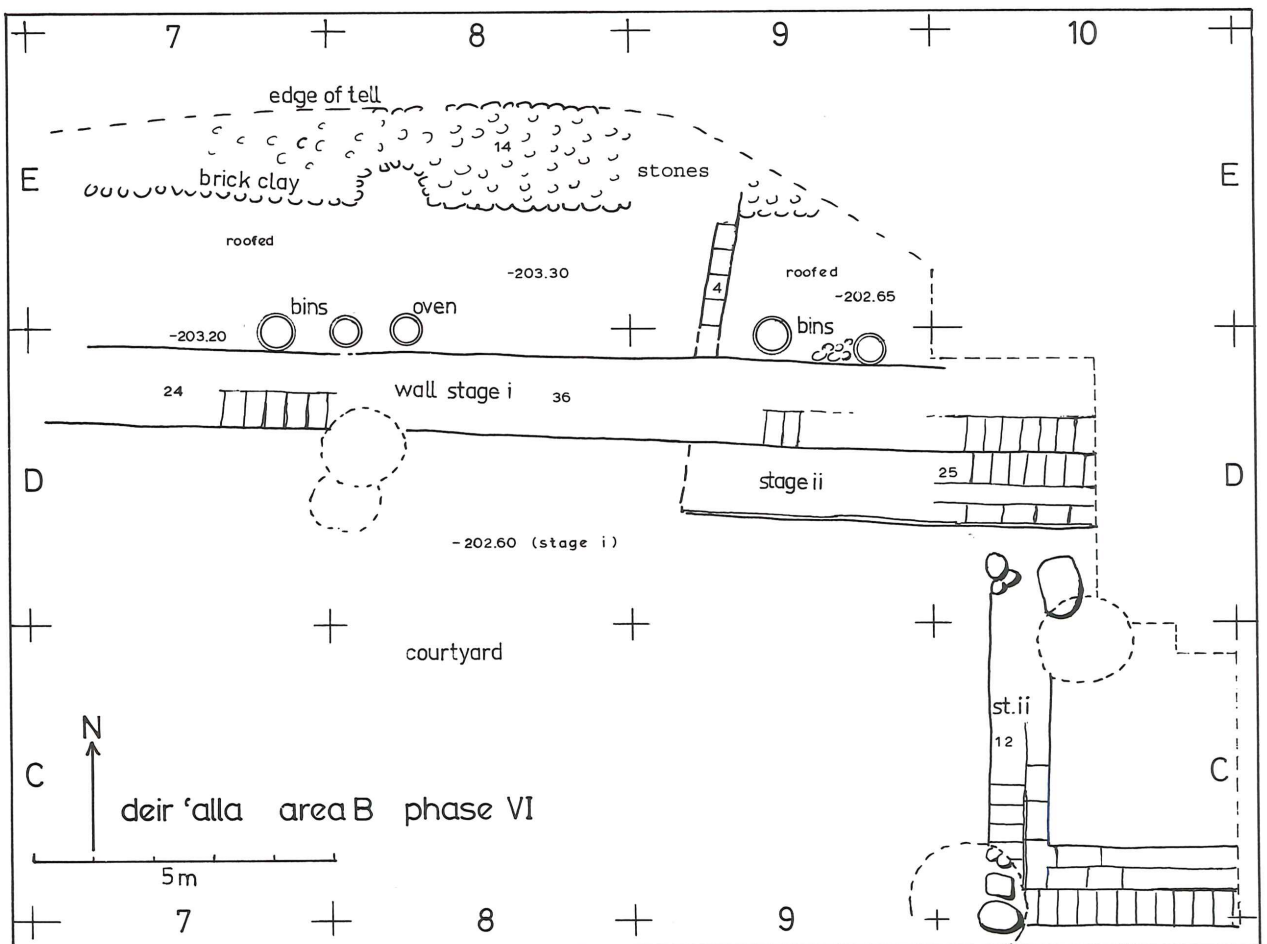 7 8 9 10
edge of tell
14
E brick clay stones E
roofed
-203.30 roofed
-202.65
bins oven
-203.20 4 bins
24 wall stage i 36
D stage ii 25 D
-202.60 (stage i)
courtyard
N st.ii
12
C C
deir ‘alla area B phase VI
5m
7 8 9